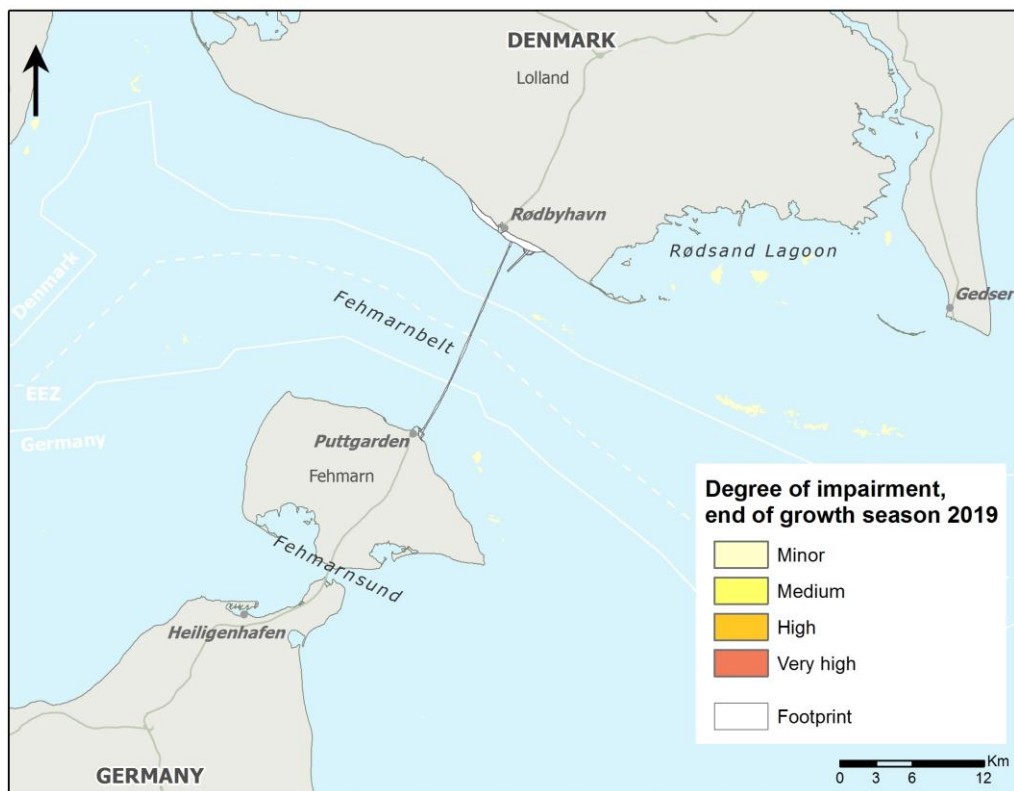 DENMARK
Lolland
Rødbyhavn
Rødsand Lagoon
Gedser
Denmark
Fehmarnbelt
EEZ
Germany
Puttgarden
Fehmarn
Fehmarnsund
Heiligenhafen
GERMANY
Degree of impairment,
end of growth season 2019
Minor
Medium
High
Very high
Footprint
Km
0 3 6 12